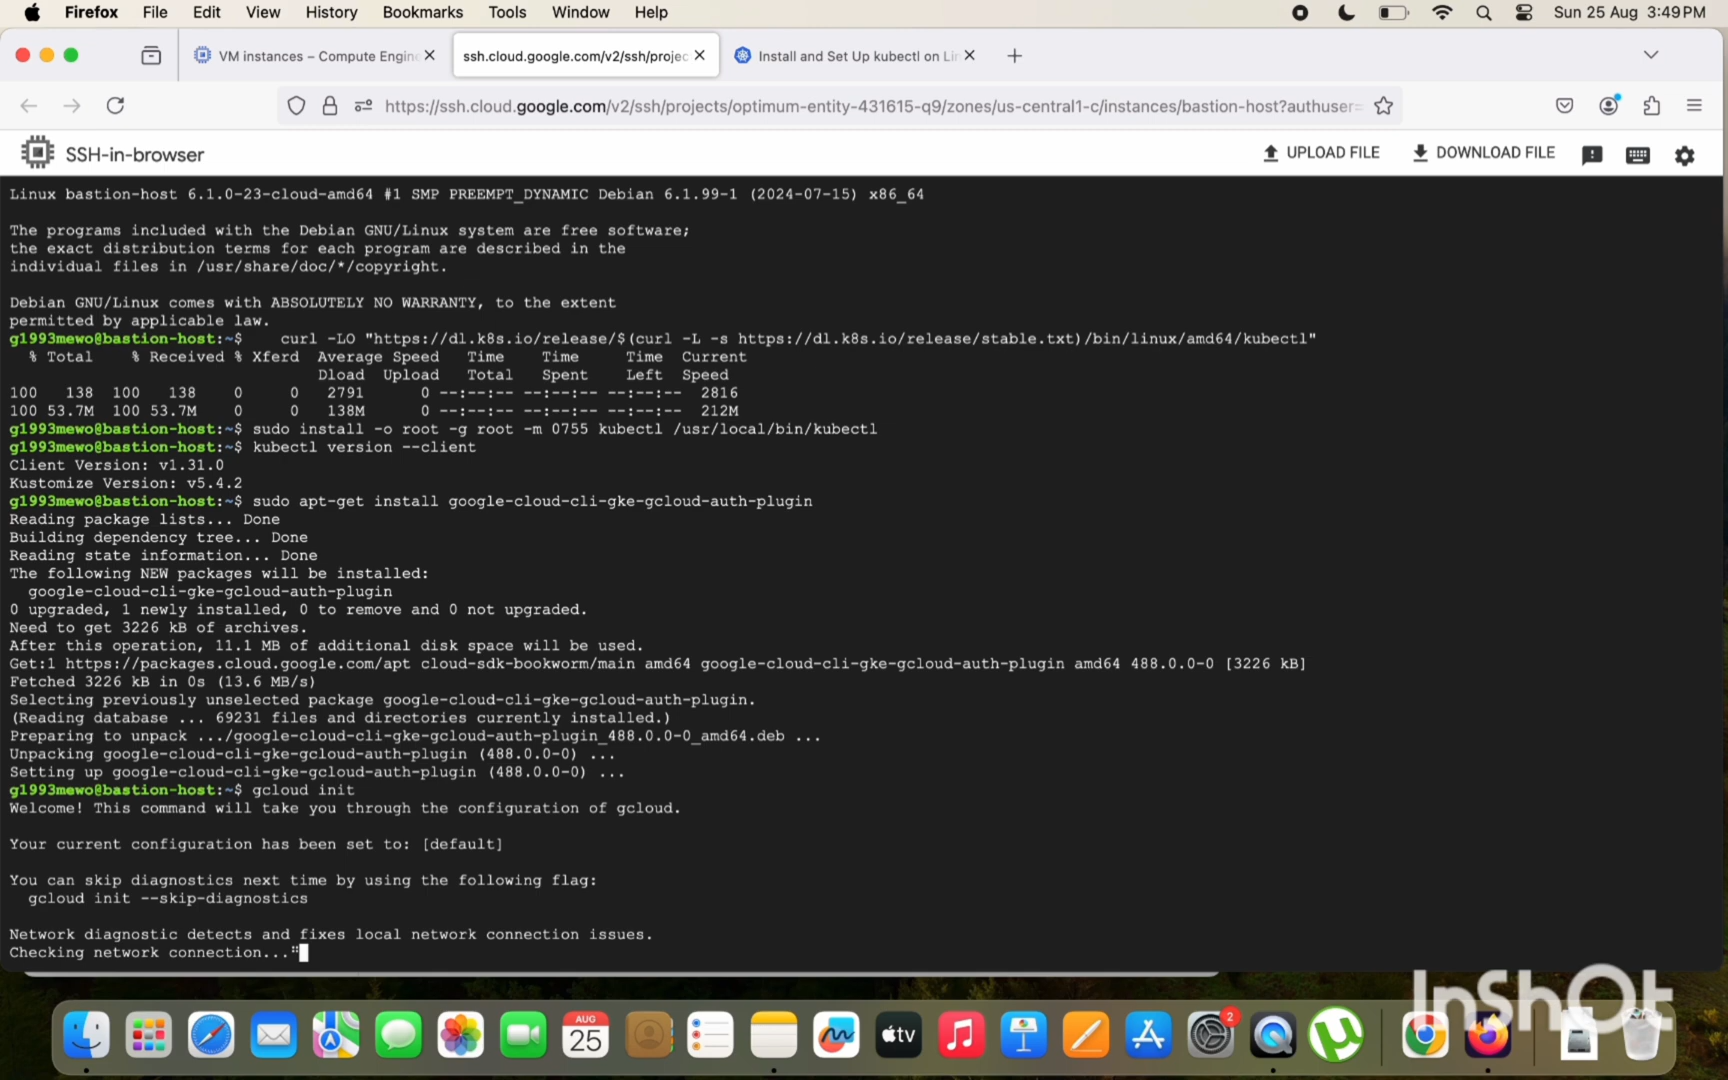 Firefox File Edit View History Bookmarks Tools Window Help Sun 25 Aug 3:49 PM
VM instances – Compute Engin
ssh.cloud.google.com/v2/ssh/projec
Install and Set Up kubectl on Lin
https://ssh.cloud.google.com/v2/ssh/projects/optimum-entity-431615-q9/zones/us-central1-c/instances/bastion-host?authuser=
SSH-in-browser UPLOAD FILE DOWNLOAD FILE
Linux bastion-host 6.1.0-23-cloud-amd64 #1 SMP PREEMPT_DYNAMIC Debian 6.1.99-1 (2024-07-15) x86_64
The programs included with the Debian GNU/Linux system are free software;
the exact distribution terms for each program are described in the
individual files in /usr/share/doc/*/copyright.
Debian GNU/Linux comes with ABSOLUTELY NO WARRANTY, to the extent
permitted by applicable law.
g1993mewo@bastion-host:~$    curl -LO "https://dl.k8s.io/release/$(curl -L -s https://dl.k8s.io/release/stable.txt)/bin/linux/amd64/kubectl"
  % Total    % Received % Xferd  Average Speed   Time    Time     Time  Current
                                 Dload  Upload   Total   Spent    Left  Speed
100   138  100   138    0     0   2791      0 --:--:-- --:--:-- --:--:--  2816
100 53.7M  100 53.7M    0     0   138M      0 --:--:-- --:--:-- --:--:--  212M
g1993mewo@bastion-host:~$ sudo install -o root -g root -m 0755 kubectl /usr/local/bin/kubectl
g1993mewo@bastion-host:~$ kubectl version --client
Client Version: v1.31.0
Kustomize Version: v5.4.2
g1993mewo@bastion-host:~$ sudo apt-get install google-cloud-cli-gke-gcloud-auth-plugin
Reading package lists... Done
Building dependency tree... Done
Reading state information... Done
The following NEW packages will be installed:
  google-cloud-cli-gke-gcloud-auth-plugin
0 upgraded, 1 newly installed, 0 to remove and 0 not upgraded.
Need to get 3226 kB of archives.
After this operation, 11.1 MB of additional disk space will be used.
Get:1 https://packages.cloud.google.com/apt cloud-sdk-bookworm/main amd64 google-cloud-cli-gke-gcloud-auth-plugin amd64 488.0.0-0 [3226 kB]
Fetched 3226 kB in 0s (13.6 MB/s)
Selecting previously unselected package google-cloud-cli-gke-gcloud-auth-plugin.
(Reading database ... 69231 files and directories currently installed.)
Preparing to unpack .../google-cloud-cli-gke-gcloud-auth-plugin_488.0.0-0_amd64.deb ...
Unpacking google-cloud-cli-gke-gcloud-auth-plugin (488.0.0-0) ...
Setting up google-cloud-cli-gke-gcloud-auth-plugin (488.0.0-0) ...
g1993mewo@bastion-host:~$ gcloud init
Welcome! This command will take you through the configuration of gcloud.
Your current configuration has been set to: [default]
You can skip diagnostics next time by using the following flag:
  gcloud init --skip-diagnostics
Network diagnostic detects and fixes local network connection issues.
Checking network connection...
InShOt
AUG
25
tv
2